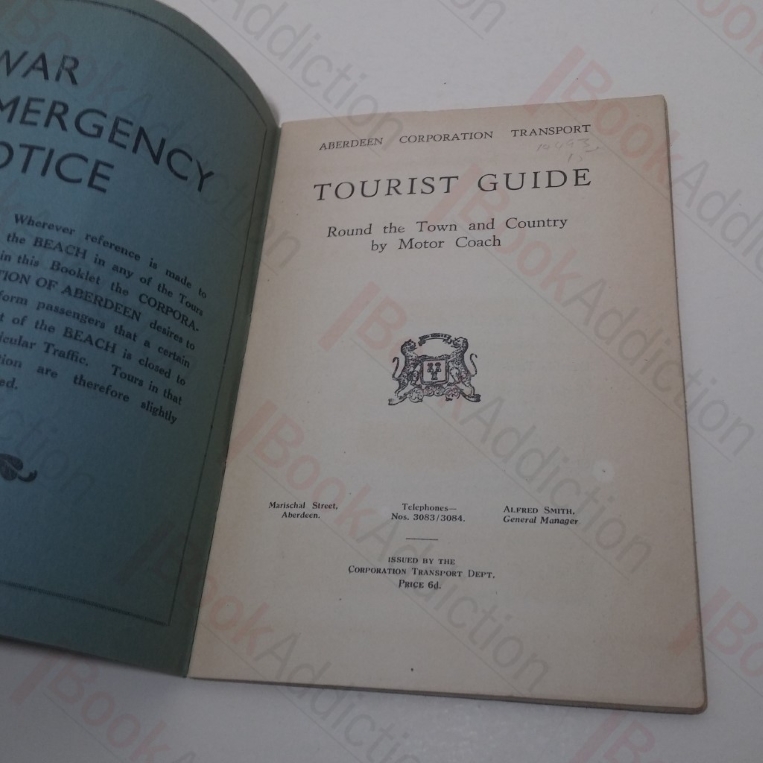 WAR
MERGENCY
OTICE
Wherever reference is made to
the BEACH in any of the Tours
in this Booklet the CORPORA-
TION OF ABERDEEN desires to
form passengers that a certain
t of the BEACH is closed to
icular Traffic. Tours in that
tion are therefore slightly
ed.
ABERDEEN CORPORATION TRANSPORT
TOURIST GUIDE
Round the Town and Country
by Motor Coach
Marischal Street,
Aberdeen.
Telephones—
Nos. 3083/3084.
ALFRED SMITH,
General Manager
ISSUED BY THE
CORPORATION TRANSPORT DEPT.
PRICE 6d.
BookAddiction